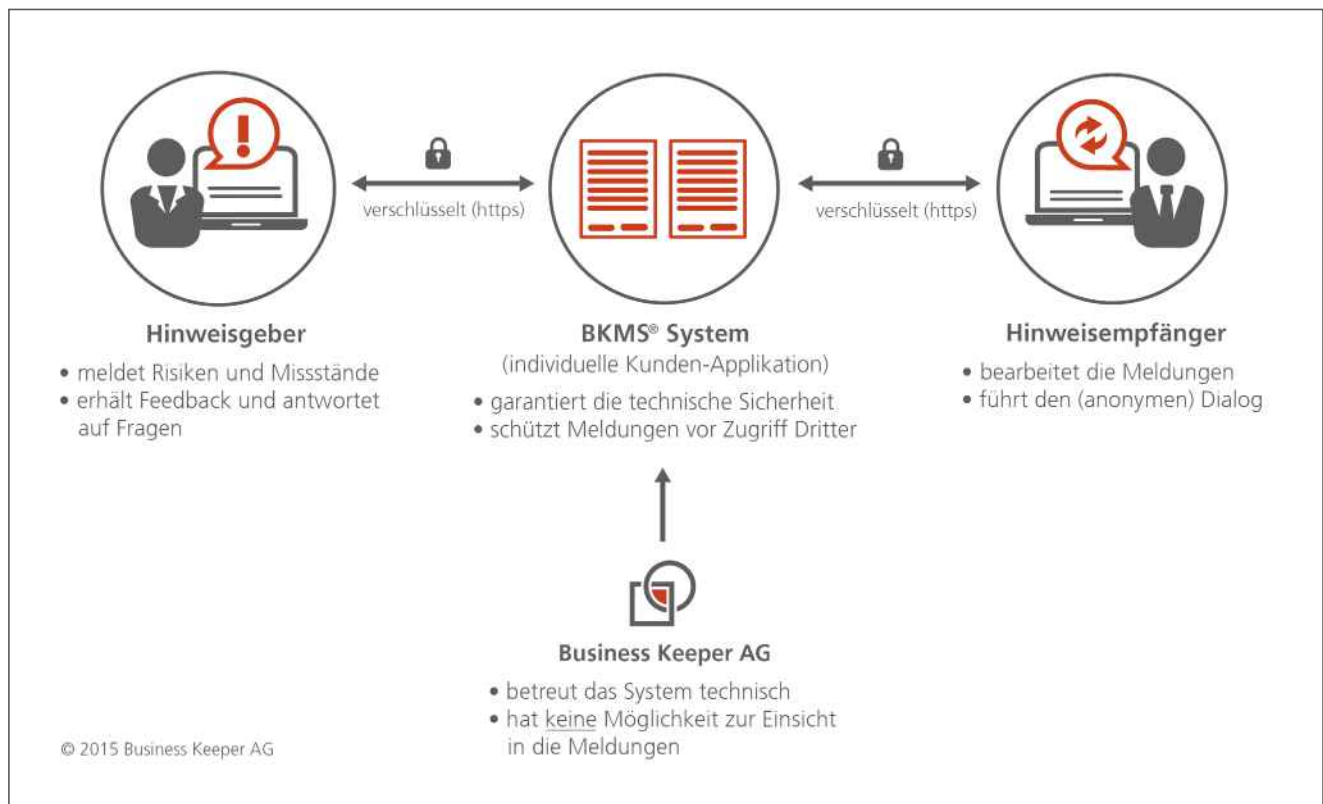 verschlüsselt (https)
verschlüsselt (https)
Hinweisgeber
• meldet Risiken und Missstände
• erhält Feedback und antwortet
auf Fragen
BKMS® System
(individuelle Kunden-Applikation)
• garantiert die technische Sicherheit
• schützt Meldungen vor Zugriff Dritter
Hinweisempfänger
• bearbeitet die Meldungen
• führt den (anonymen) Dialog
Business Keeper AG
• betreut das System technisch
• hat keine Möglichkeit zur Einsicht
in die Meldungen
© 2015 Business Keeper AG